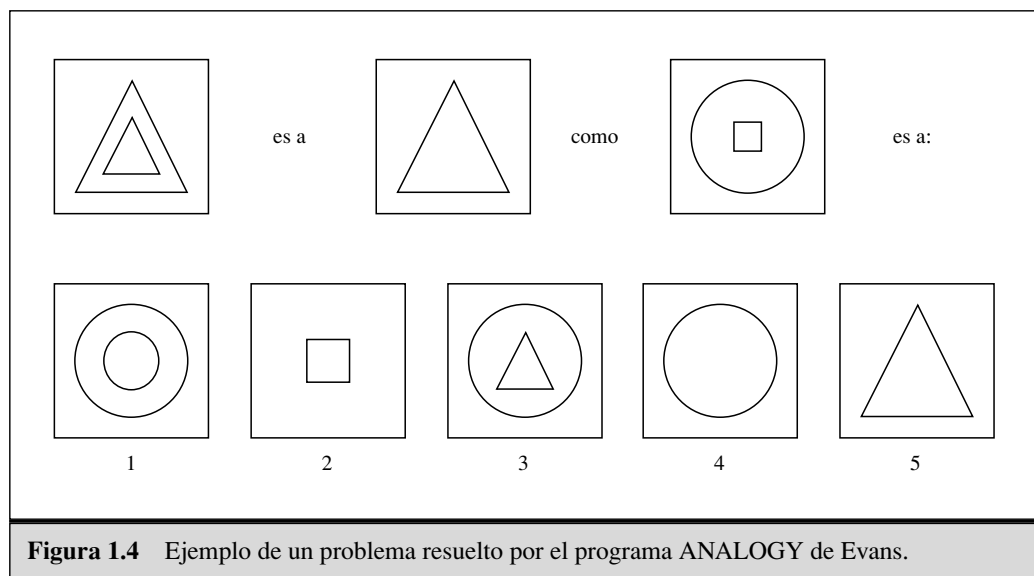 es a como es a:
1 2 3 4 5
Figura 1.4 Ejemplo de un problema resuelto por el programa ANALOGY de Evans.